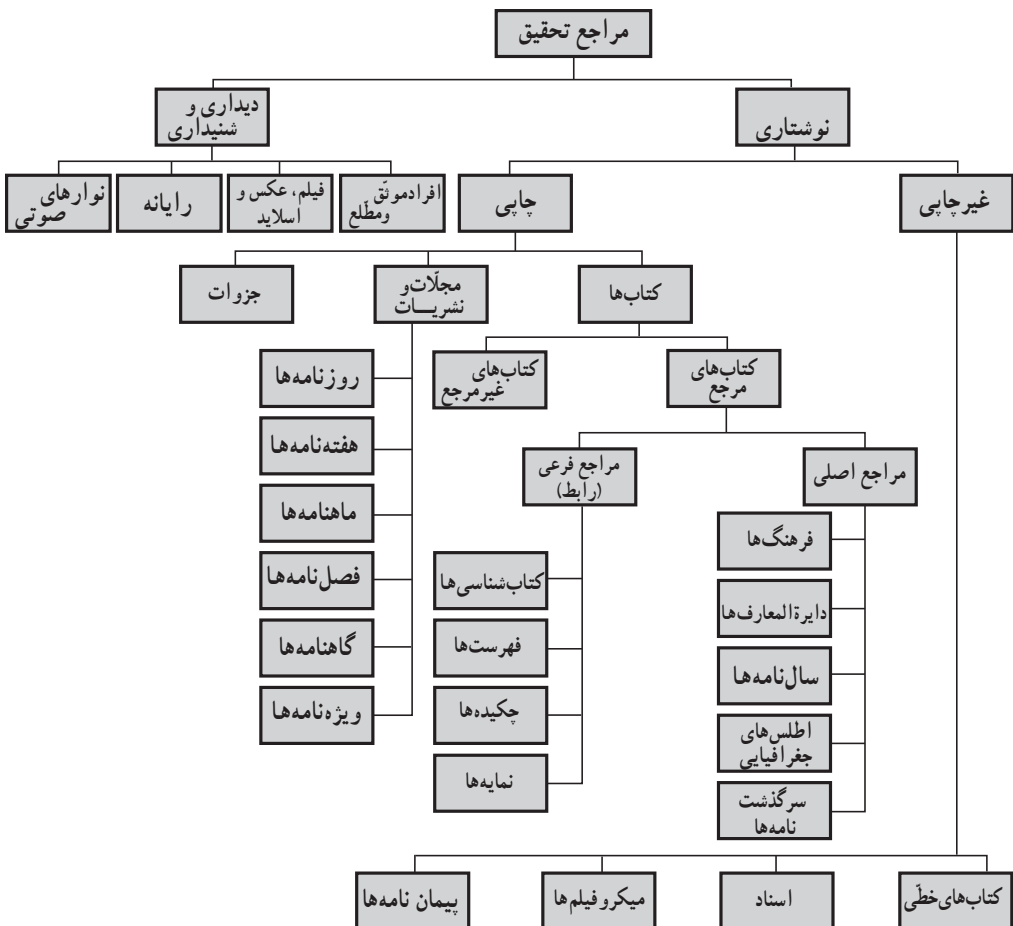 مراجع تحقیق
نوشتاری
دیداری و
شنیداری
غیرچاپی
چاپی
افراد موثّق
ومطّلع
فیلم، عکس و
اسلاید
رایانه
نوارهای
صوتی
کتاب‌ها
مجلّات و
نشریــات
جزوات
کتاب‌های
مرجع
کتاب‌های
غیرمرجع
مراجع اصلی
مراجع فرعی
(رابط)
فرهنگ‌ها
دایرةالمعارف‌ها
سال‌نامه‌ها
اطلس‌های
جغرافیایی
سرگذشت
نامه‌ها
کتاب‌شناسی‌ها
فهرست‌ها
چکیده‌ها
نمایه‌ها
روزنامه‌ها
هفته‌نامه‌ها
ماهنامه‌ها
فصل‌نامه‌ها
گاهنامه‌ها
ویژه‌نامه‌ها
کتاب‌های خطّی
اسناد
میکروفیلم‌ها
پیمان نامه‌ها